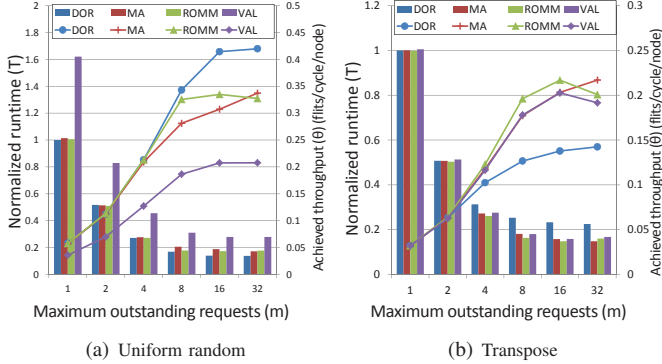 DOR MA ROMM VAL
DOR MA ROMM VAL
Normalized runtime (T)
2
1.8
1.6
1.4
1.2
1
0.8
0.6
0.4
0.2
0
0.5
0.45
0.4
0.35
0.3
0.25
0.2
0.15
0.1
0.05
0
Achieved throughput (θ) (flits/cycle/node)
1 2 4 8 16 32
Maximum outstanding requests (m)
(a) Uniform random
DOR MA ROMM VAL
DOR MA ROMM VAL
Normalized runtime (T)
1.2
1
0.8
0.6
0.4
0.2
0
0.3
0.25
0.2
0.15
0.1
0.05
0
Achieved throughput (θ) (flits/cycle/node)
1 2 4 8 16 32
Maximum outstanding requests (m)
(b) Transpose